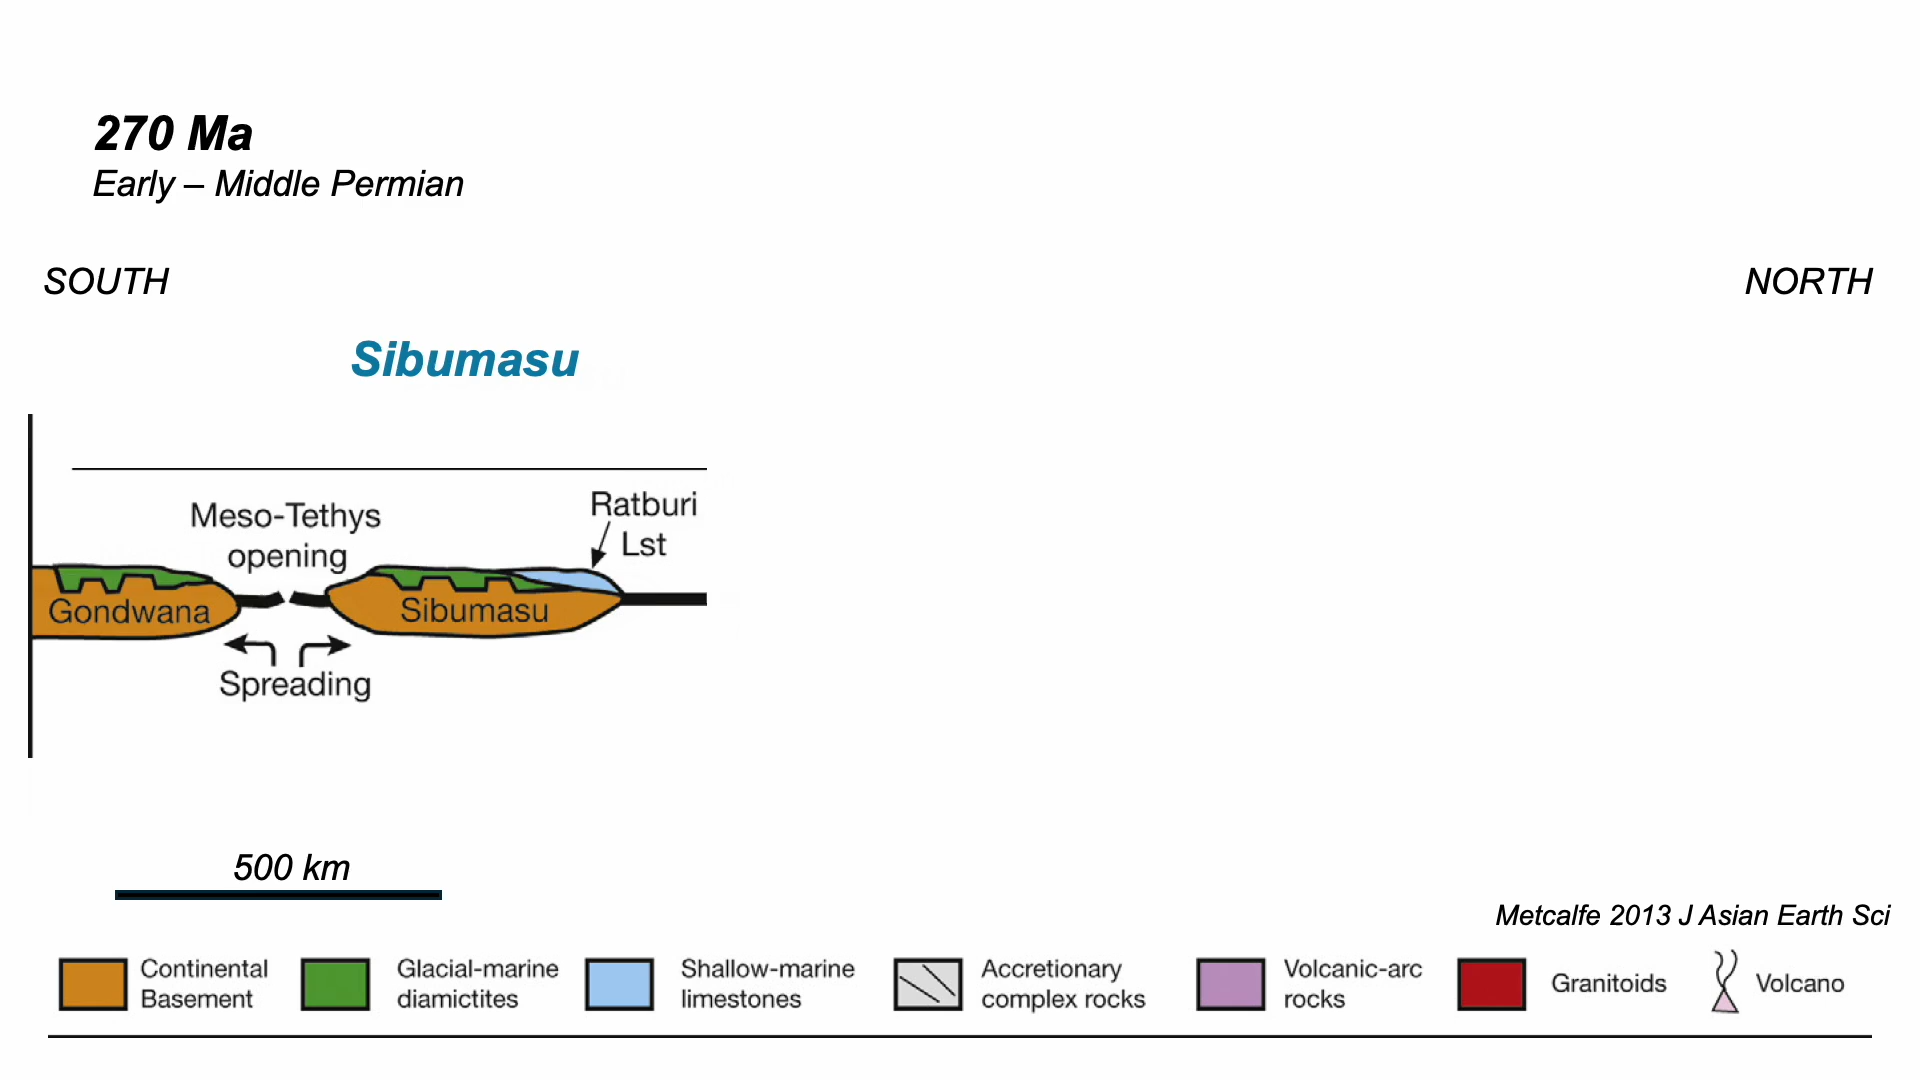 270 Ma
Early – Middle Permian
SOUTH
NORTH
Sibumasu
Meso-Tethys
opening
Ratburi
Lst
Gondwana
Sibumasu
Spreading
500 km
Metcalfe 2013 J Asian Earth Sci
Continental
Basement
Glacial-marine
diamictites
Shallow-marine
limestones
Accretionary
complex rocks
Volcanic-arc
rocks
Granitoids
Volcano